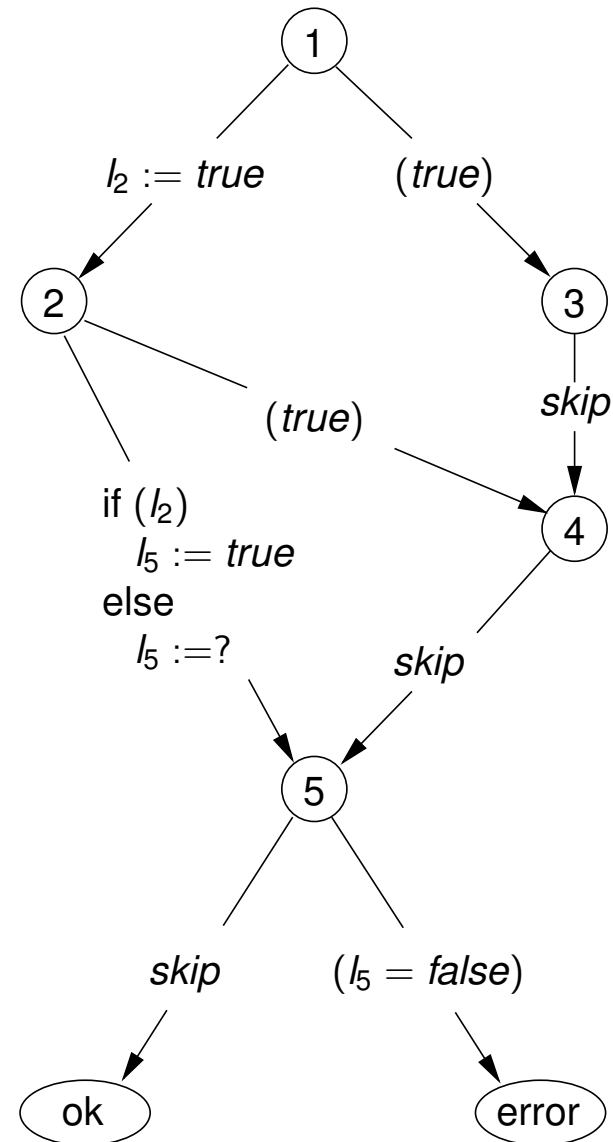 1
l₂ := true
(true)
2
3
skip
(true)
if (l₂)
l₅ := true
else
l₅ :=?
4
skip
5
skip
(l₅ = false)
ok
error